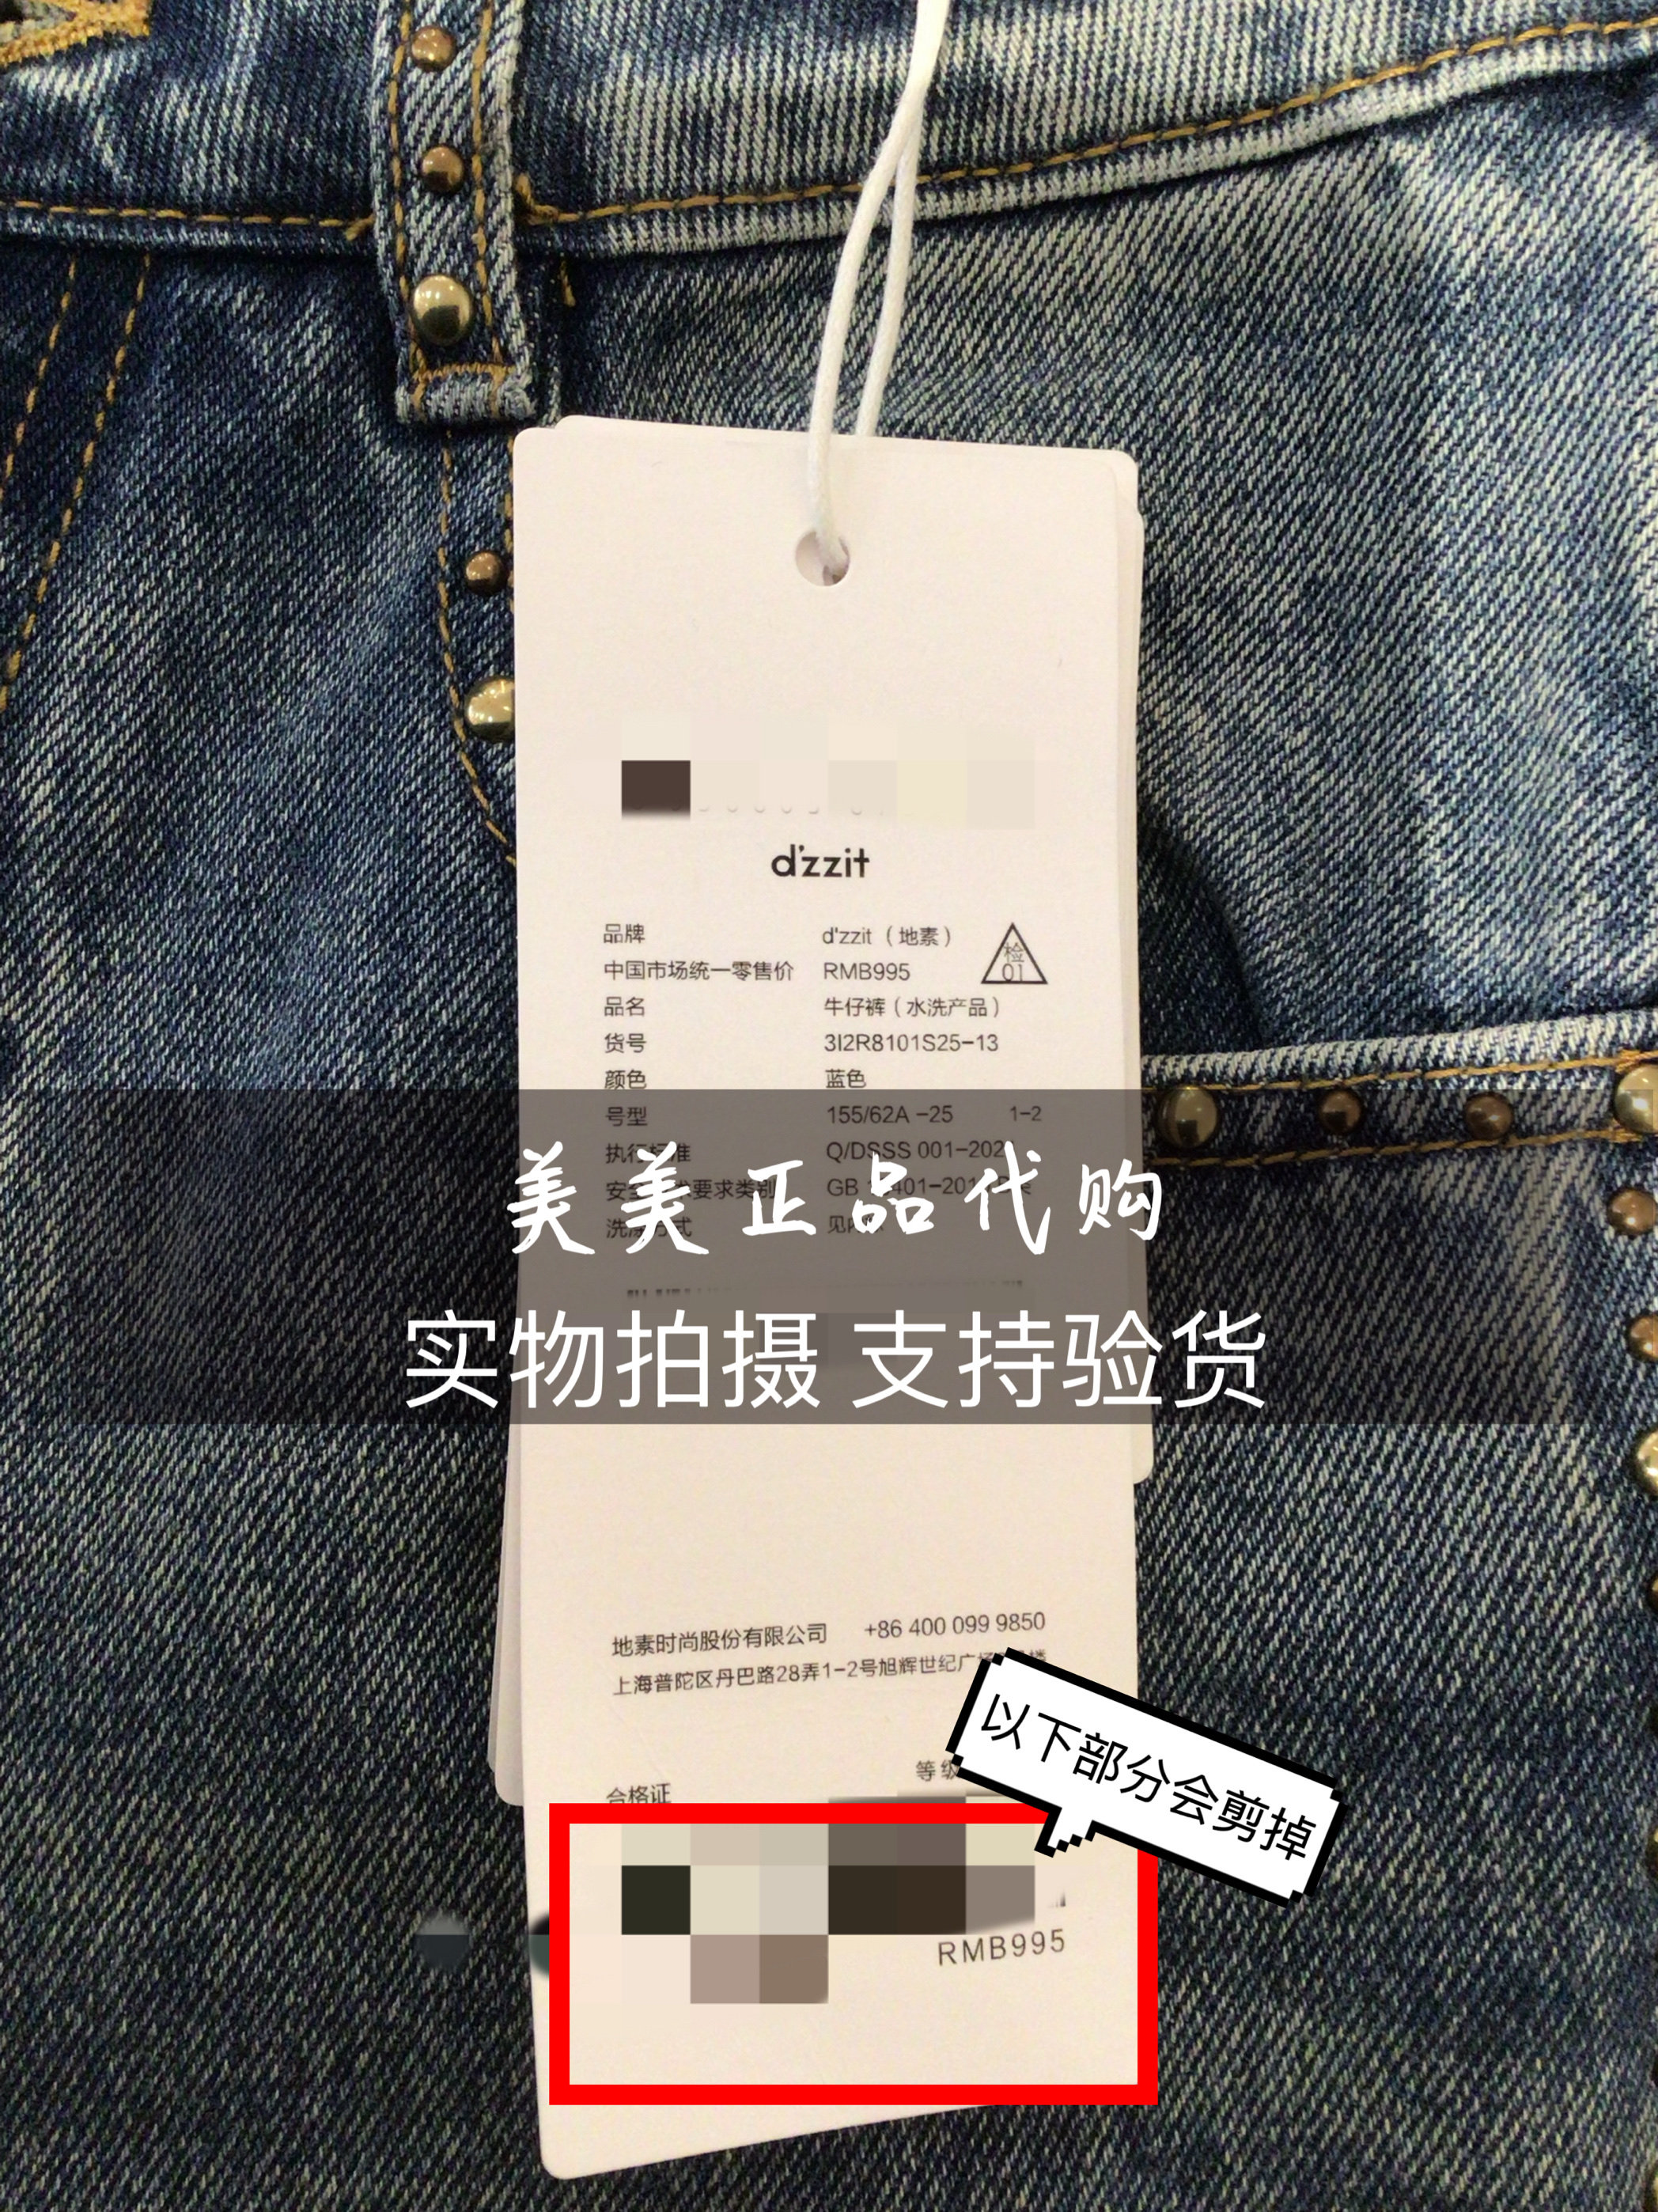 d'zzit
品牌 d'zzit（地素）
检
01
中国市场统一零售价 RMB995
品名 牛仔裤（水洗产品）
货号 3I2R8101S25-13
颜色 蓝色
号型 155/62A -25 1-2
Q/DSSS 001-202
美美正品代购
实物拍摄 支持验货
地素时尚股份有限公司 +86 400 099 9850
上海普陀区丹巴路28弄1-2号旭辉世纪广
以下部分会剪掉
等级
合格证
RMB995